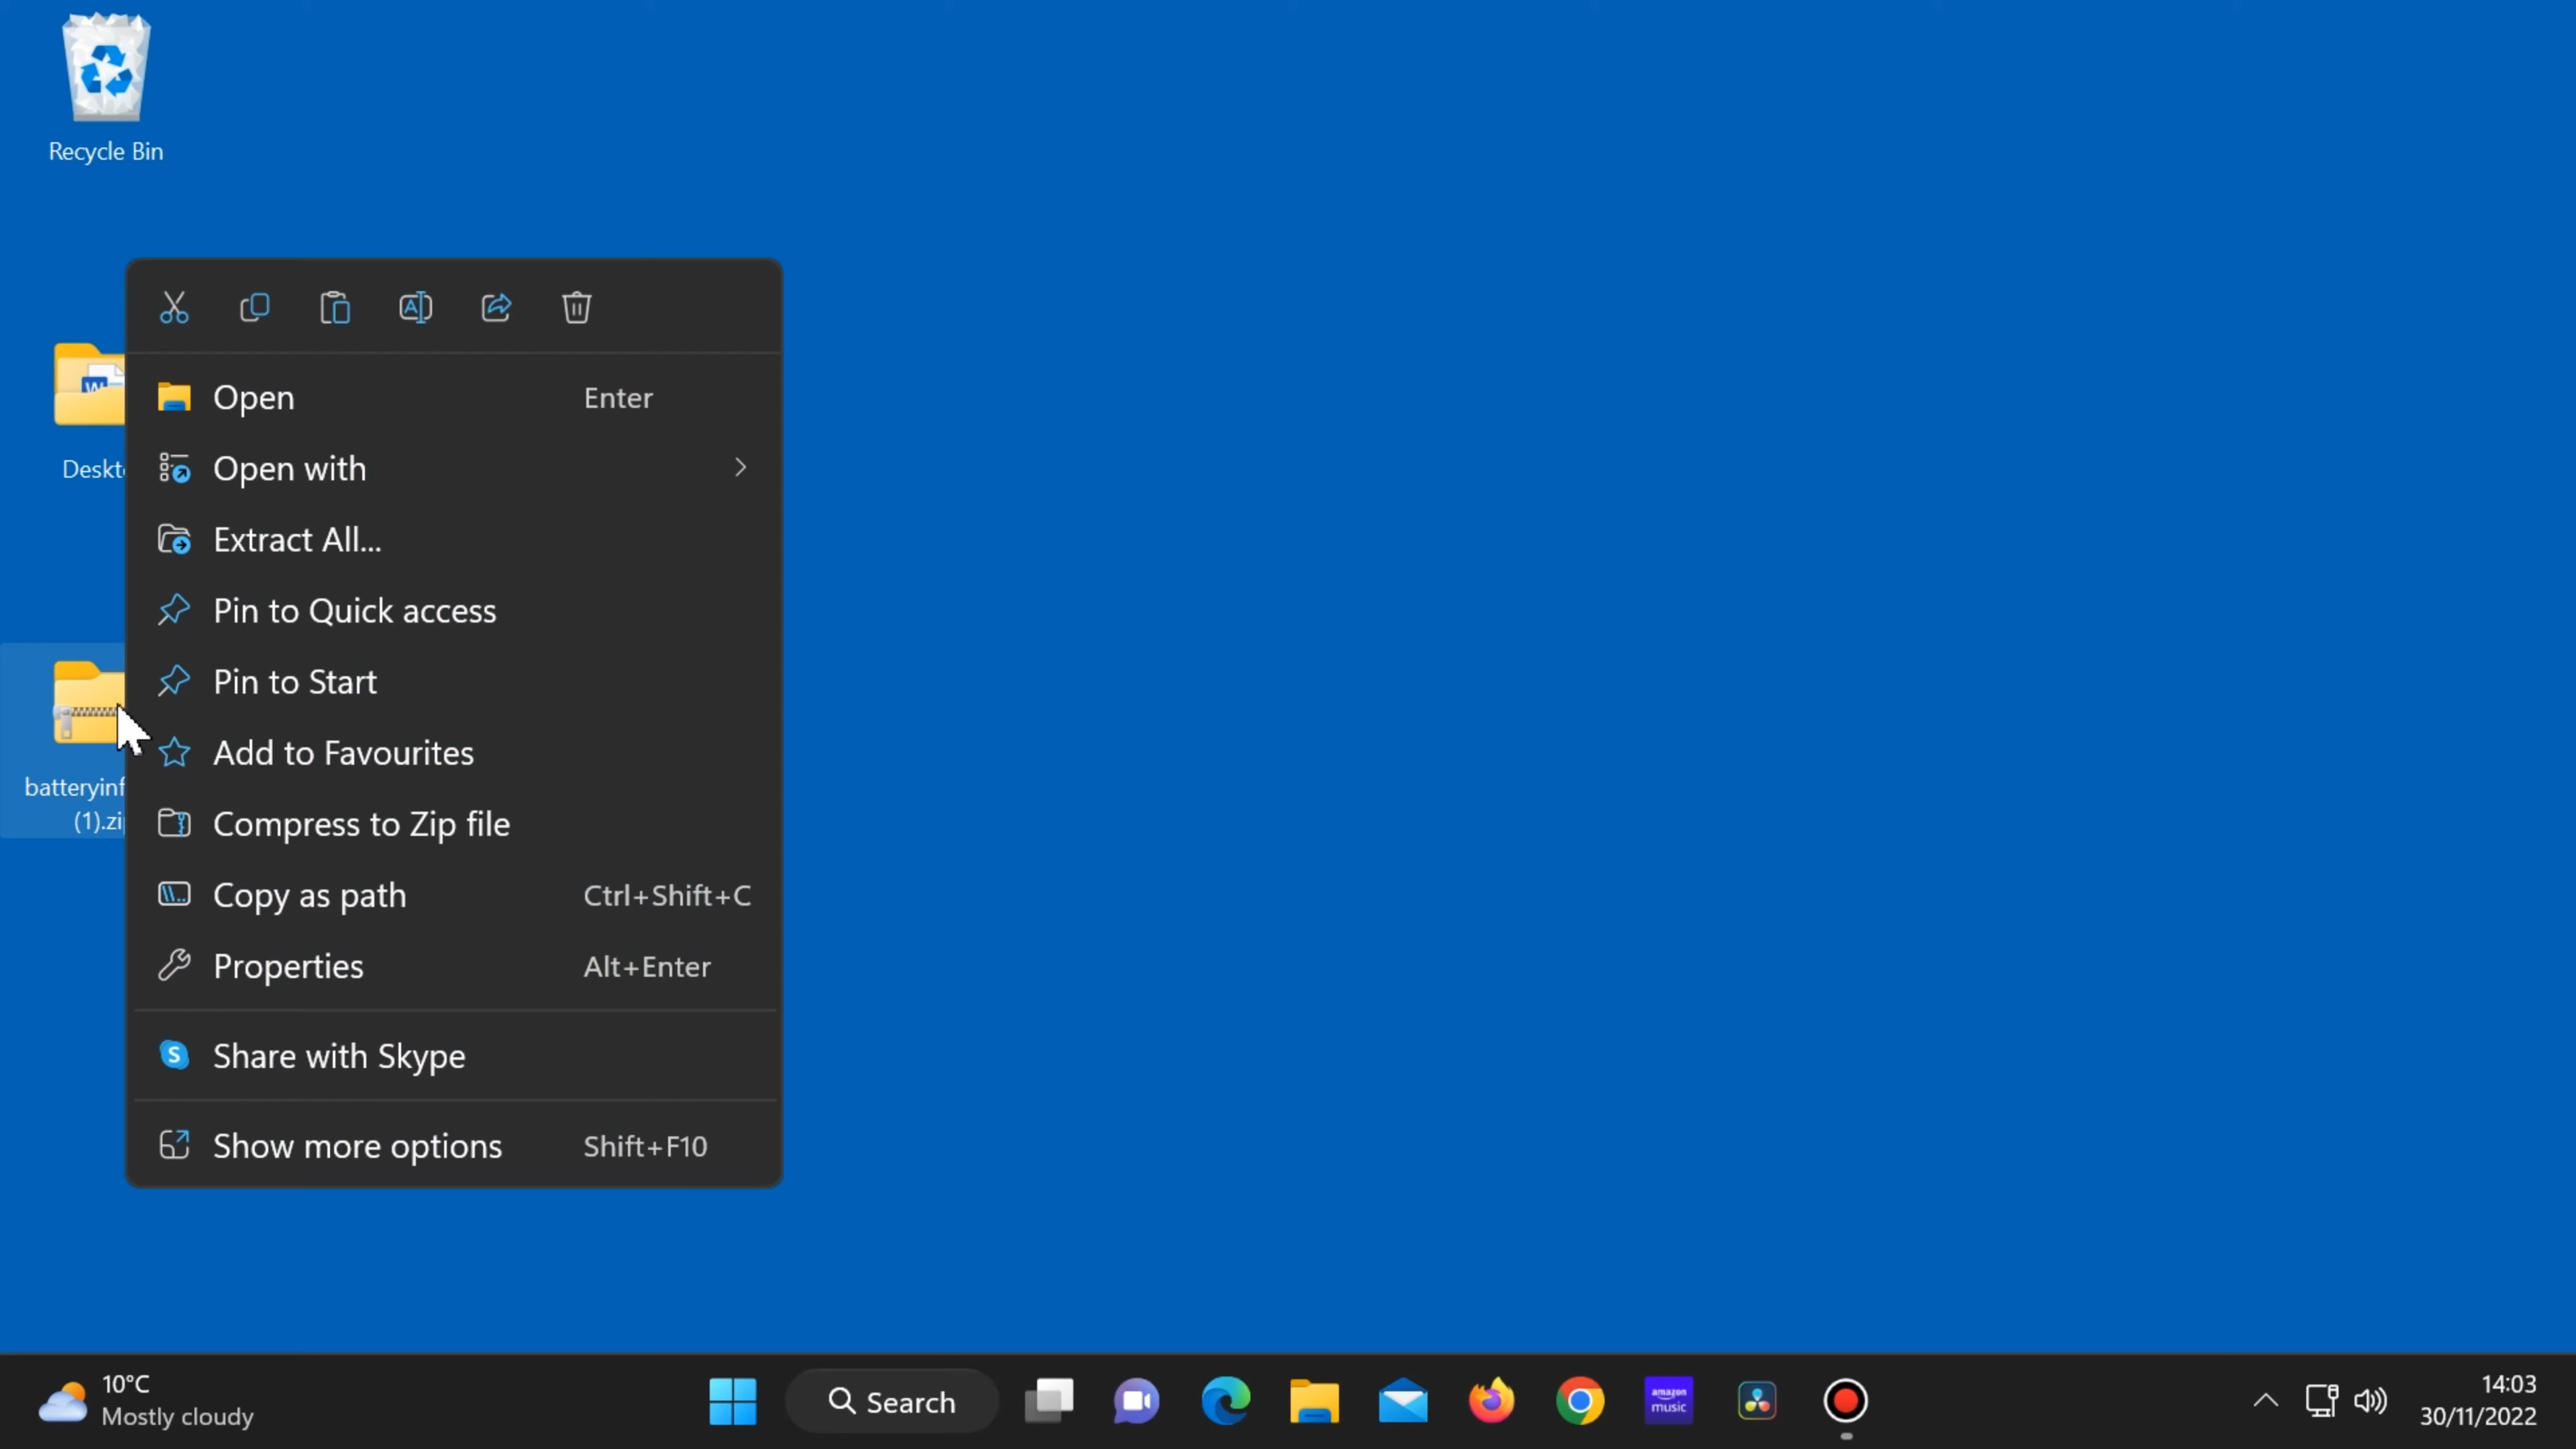 Recycle Bin
Deskt
batteryinf
(1).zi
Open Enter
Open with
Extract All...
Pin to Quick access
Pin to Start
Add to Favourites
Compress to Zip file
Copy as path Ctrl+Shift+C
Properties Alt+Enter
Share with Skype
Show more options Shift+F10
10°C
Mostly cloudy
Search
amazon
music
14:03
30/11/2022